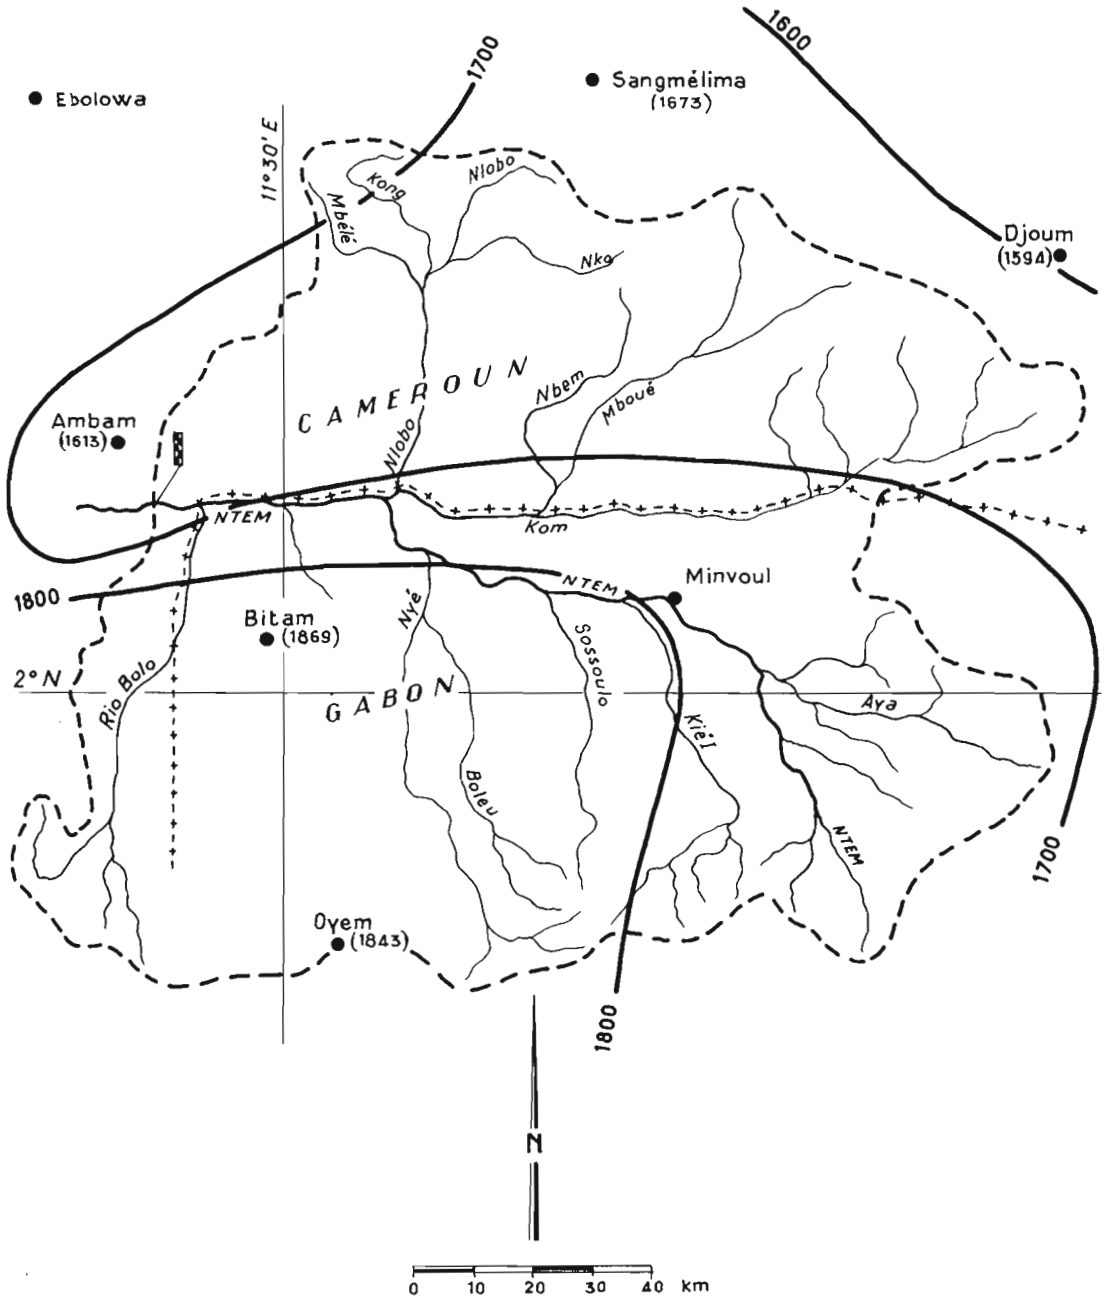 1600
1700
Sangmélima
(1673)
Ebolowa
11°30' E
Kong
Nlobo
Mbélé
Djoum
(1594)
Nko
CAMEROUN
Nbem
Mboué
Ambam
(1613)
Nlobo
NTEM
Kom
Minvoul
NTEM
1800
Nyé
Bitam
(1869)
Sossoulo
2° N
Rio Bolo
GABON
Aya
Kié I
Boleu
NTEM
1700
Oyem
(1843)
1800
N
0 10 20 30 40 km